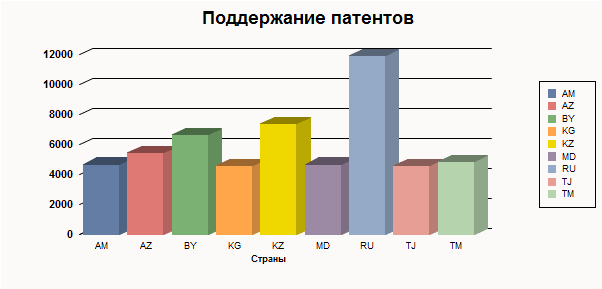 Поддержание патентов
12000
10000
8000
6000
4000
2000
0
AM AZ BY KG KZ MD RU TJ TM
Страны
AM
AZ
BY
KG
KZ
MD
RU
TJ
TM